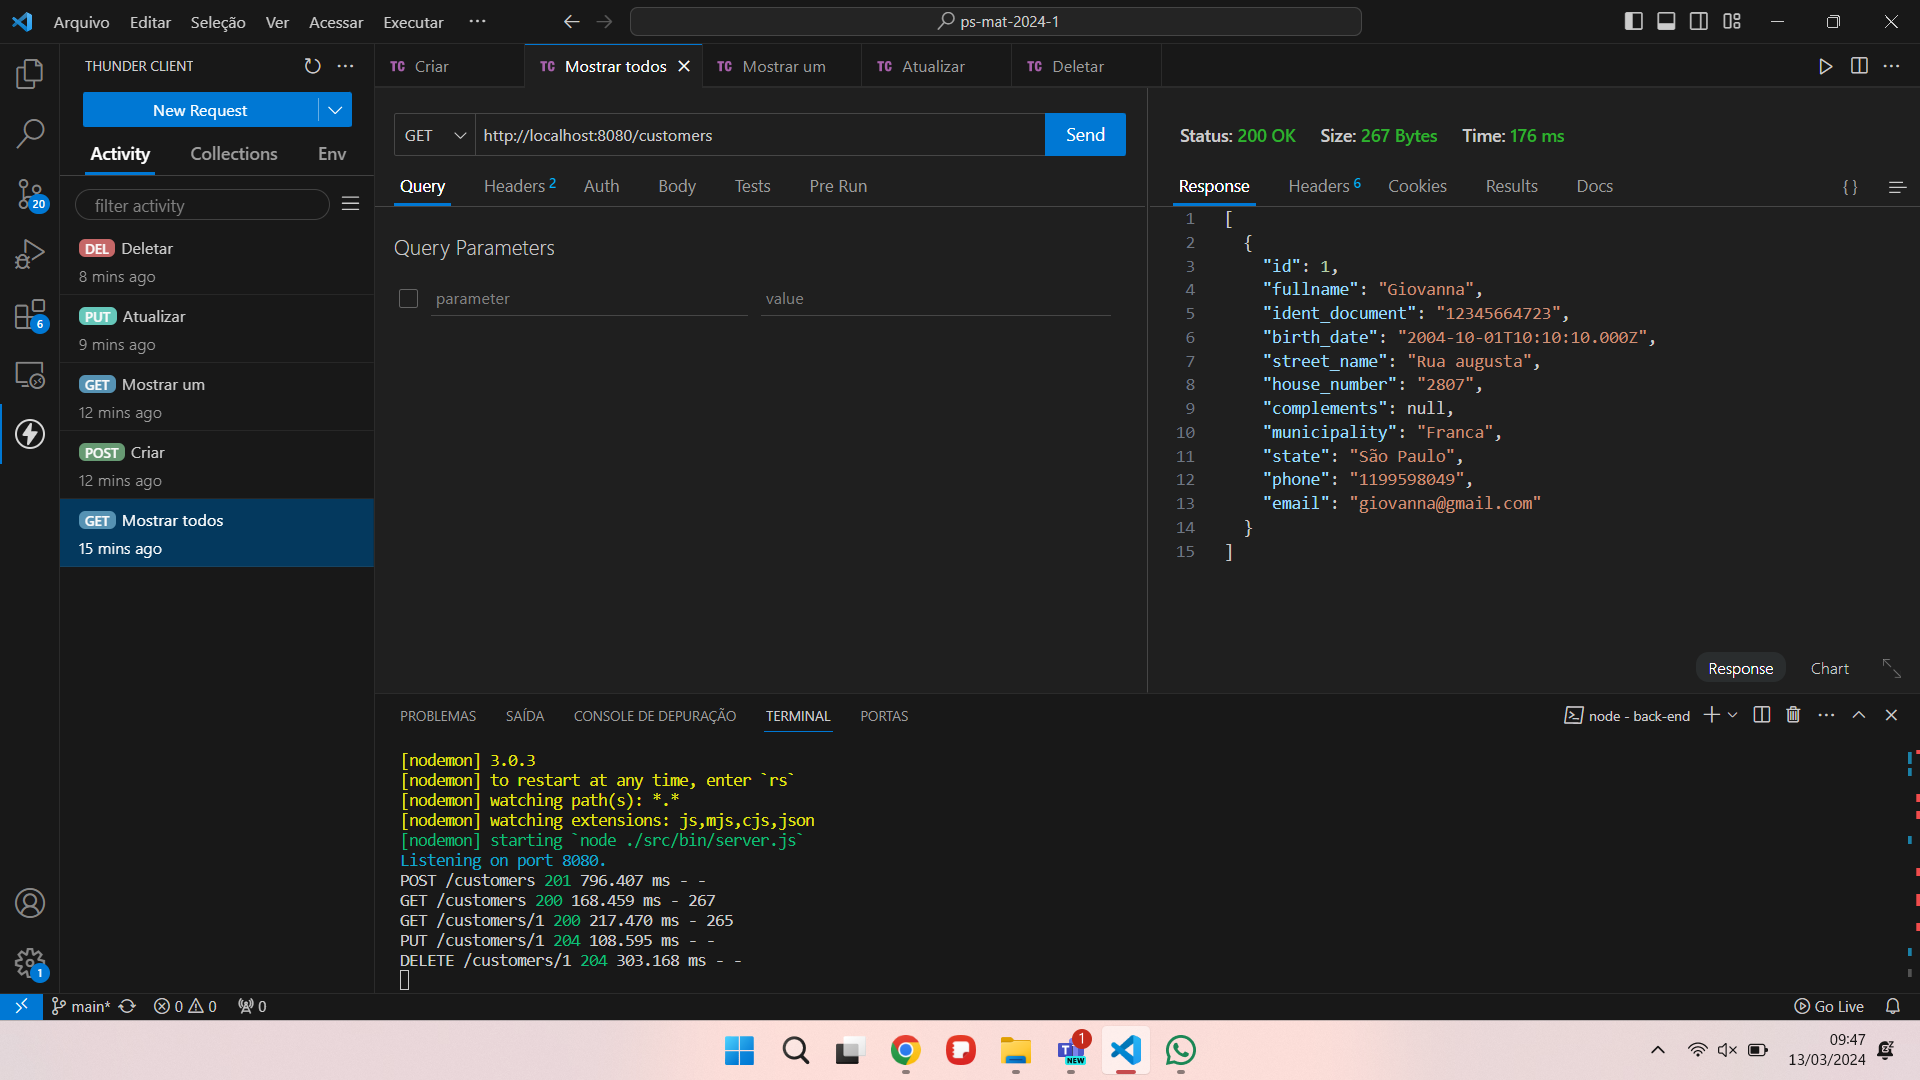 Arquivo Editar Seleção Ver Acessar Executar ···
ps-mat-2024-1
THUNDER CLIENT
New Request
Activity Collections Env
filter activity
DEL Deletar
8 mins ago
PUT Atualizar
9 mins ago
GET Mostrar um
12 mins ago
POST Criar
12 mins ago
GET Mostrar todos
15 mins ago
20
6
1
TC Criar
TC Mostrar todos
TC Mostrar um
TC Atualizar
TC Deletar
GET http://localhost:8080/customers Send
Query Headers 2 Auth Body Tests Pre Run
Query Parameters
parameter value
Status: 200 OK Size: 267 Bytes Time: 176 ms
Response Headers 6 Cookies Results Docs { }
1 [
2 {
3 "id": 1,
4 "fullname": "Giovanna",
5 "ident_document": "12345664723",
6 "birth_date": "2004-10-01T10:10:10.000Z",
7 "street_name": "Rua augusta",
8 "house_number": "2807",
9 "complements": null,
10 "municipality": "Franca",
11 "state": "São Paulo",
12 "phone": "1199598049",
13 "email": "giovanna@gmail.com"
14 }
15 ]
Response Chart
PROBLEMAS SAÍDA CONSOLE DE DEPURAÇÃO TERMINAL PORTAS
node - back-end
[nodemon] 3.0.3
[nodemon] to restart at any time, enter `rs`
[nodemon] watching path(s): *.*
[nodemon] watching extensions: js,mjs,cjs,json
[nodemon] starting `node ./src/bin/server.js`
Listening on port 8080.
POST /customers 201 796.407 ms - -
GET /customers 200 168.459 ms - 267
GET /customers/1 200 217.470 ms - 265
PUT /customers/1 204 108.595 ms - -
DELETE /customers/1 204 303.168 ms - -
main* 0 0 0
Go Live
1
NEW
09:47
13/03/2024